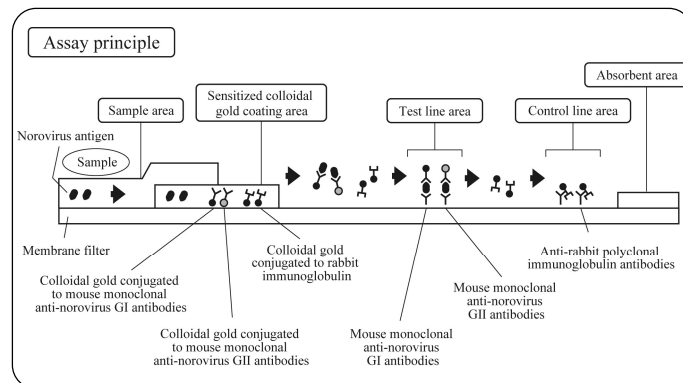 Assay principle
Absorbent area
Sensitized colloidal
gold coating area
Sample area
Test line area
Control line area
Norovirus antigen
Sample
Membrane filter
Colloidal gold
conjugated to rabbit
immunoglobulin
Anti-rabbit polyclonal
immunoglobulin antibodies
Colloidal gold conjugated
to mouse monoclonal
anti-norovirus GI antibodies
Mouse monoclonal
anti-norovirus
GII antibodies
Colloidal gold conjugated
to mouse monoclonal
anti-norovirus GII antibodies
Mouse monoclonal
anti-norovirus
GI antibodies